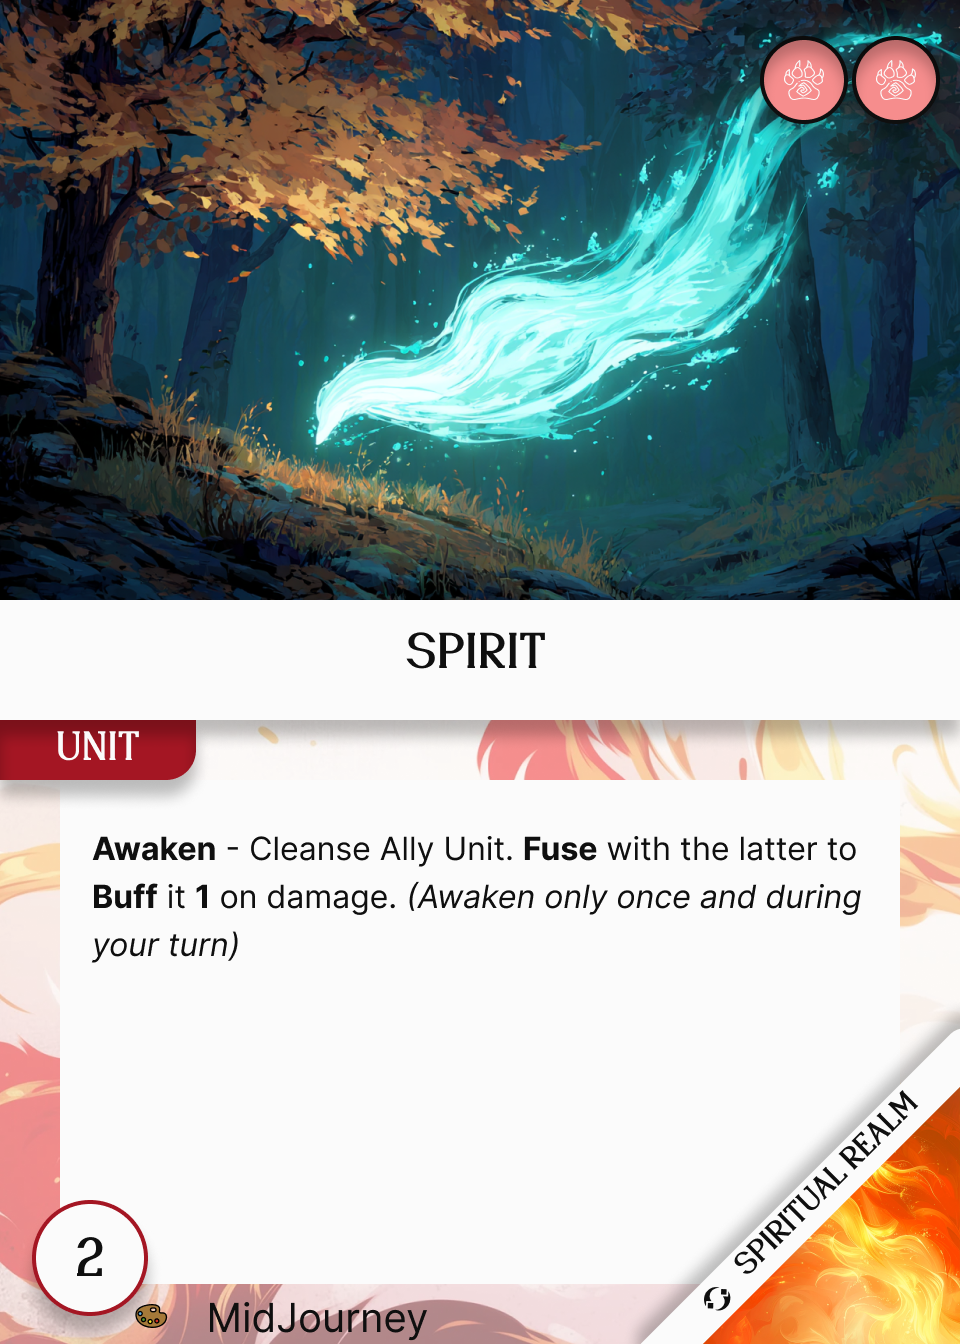 SPIRIT
UNIT
Awaken - Cleanse Ally Unit. Fuse with the latter to
Buff it 1 on damage. (Awaken only once and during
your turn)
SPIRITUAL REALM
2
MidJourney